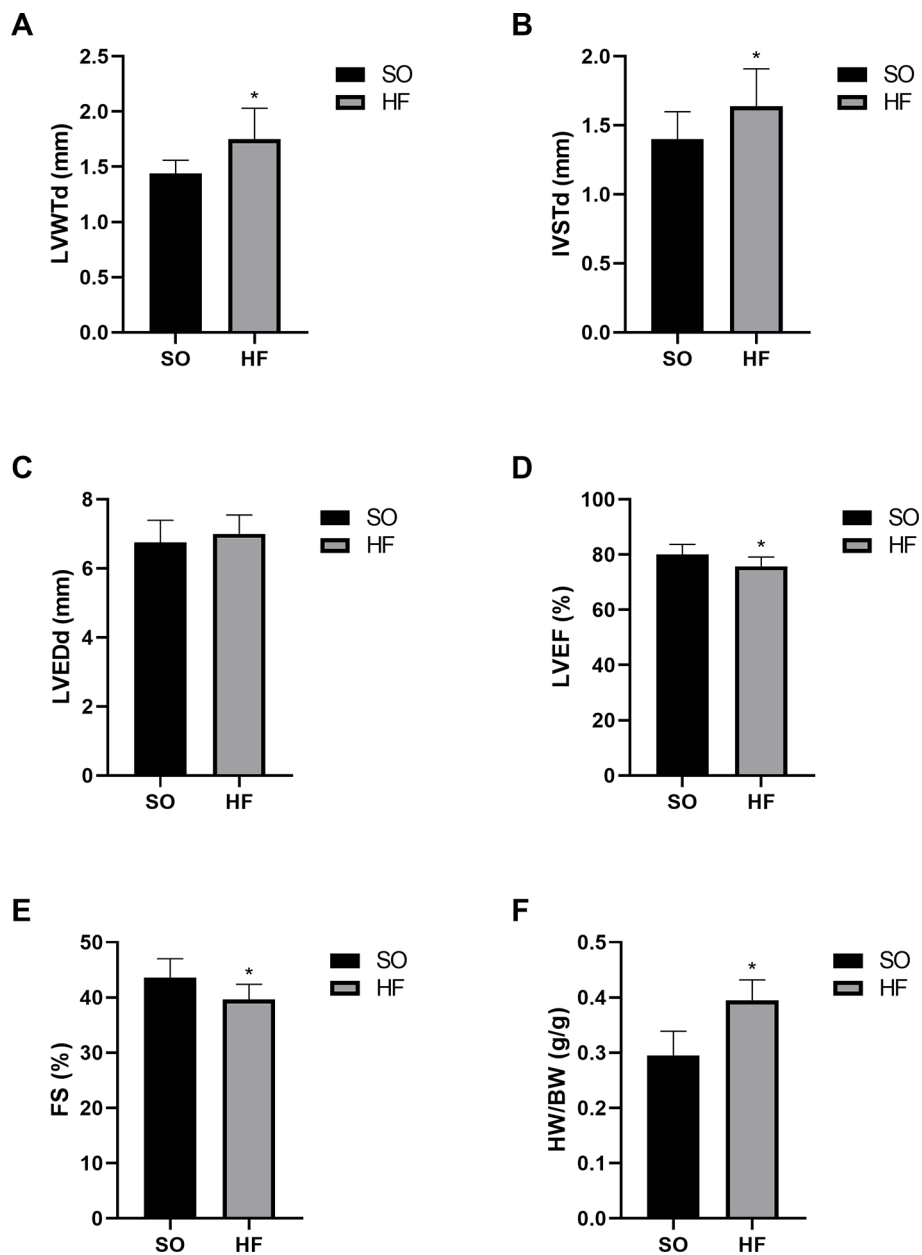 A
LVWTd (mm)
2.5
2.0
1.5
1.0
0.5
0.0
*
SO
HF
SO
HF
B
IVSTd (mm)
2.0
1.5
1.0
0.5
0.0
*
SO
HF
SO
HF
C
LVEDd (mm)
8
6
4
2
0
SO
HF
SO
HF
D
LVEF (%)
100
80
60
40
20
0
*
SO
HF
SO
HF
E
FS (%)
50
40
30
20
10
0
*
SO
HF
SO
HF
F
HW/BW (g/g)
0.5
0.4
0.3
0.2
0.1
0.0
*
SO
HF
SO
HF